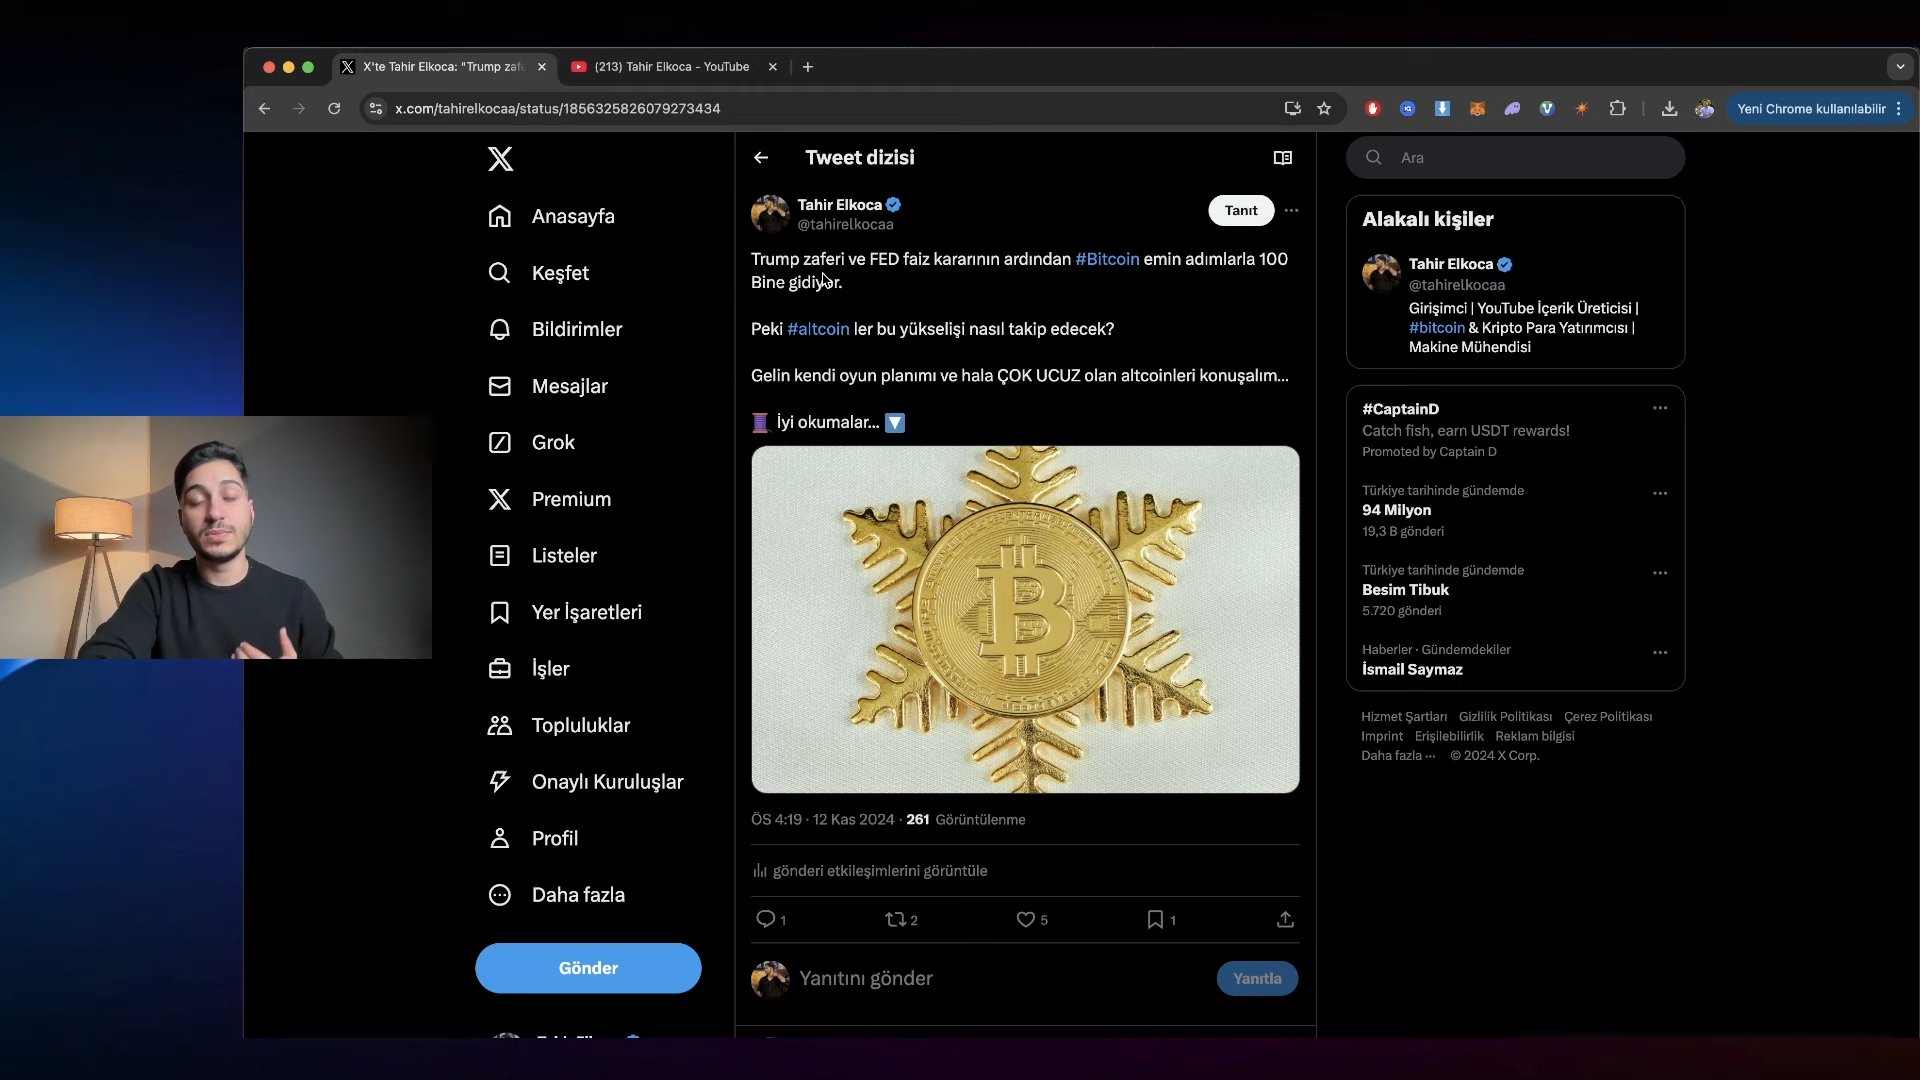 X'te Tahir Elkoca: "Trump zaf
(213) Tahir Elkoca - YouTube
x.com/tahirelkocaa/status/1856325826079273434
Yeni Chrome kullanılabilir
Anasayfa
Keşfet
Bildirimler
Mesajlar
Grok
Premium
Listeler
Yer İşaretleri
İşler
Topluluklar
Onaylı Kuruluşlar
Profil
Daha fazla
Gönder
Tweet dizisi
Tahir Elkoca
@tahirelkocaa
Tanıt
Trump zaferi ve FED faiz kararının ardından #Bitcoin emin adımlarla 100
Bine gidiyor.
Peki #altcoin ler bu yükselişi nasıl takip edecek?
Gelin kendi oyun planımı ve hala ÇOK UCUZ olan altcoinleri konuşalım...
İyi okumalar...
ÖS 4:19 · 12 Kas 2024 · 261 Görüntülenme
gönderi etkileşimlerini görüntüle
1
2
5
1
Yanıtını gönder
Yanıtla
Ara
Alakalı kişiler
Tahir Elkoca
@tahirelkocaa
Girişimci | YouTube İçerik Üreticisi |
#bitcoin & Kripto Para Yatırımcısı |
Makine Mühendisi
#CaptainD
Catch fish, earn USDT rewards!
Promoted by Captain D
Türkiye tarihinde gündemde
94 Milyon
19,3 B gönderi
Türkiye tarihinde gündemde
Besim Tibuk
5.720 gönderi
Haberler · Gündemdekiler
İsmail Saymaz
Hizmet Şartları Gizlilik Politikası Çerez Politikası
Imprint Erişilebilirlik Reklam bilgisi
Daha fazla ··· © 2024 X Corp.